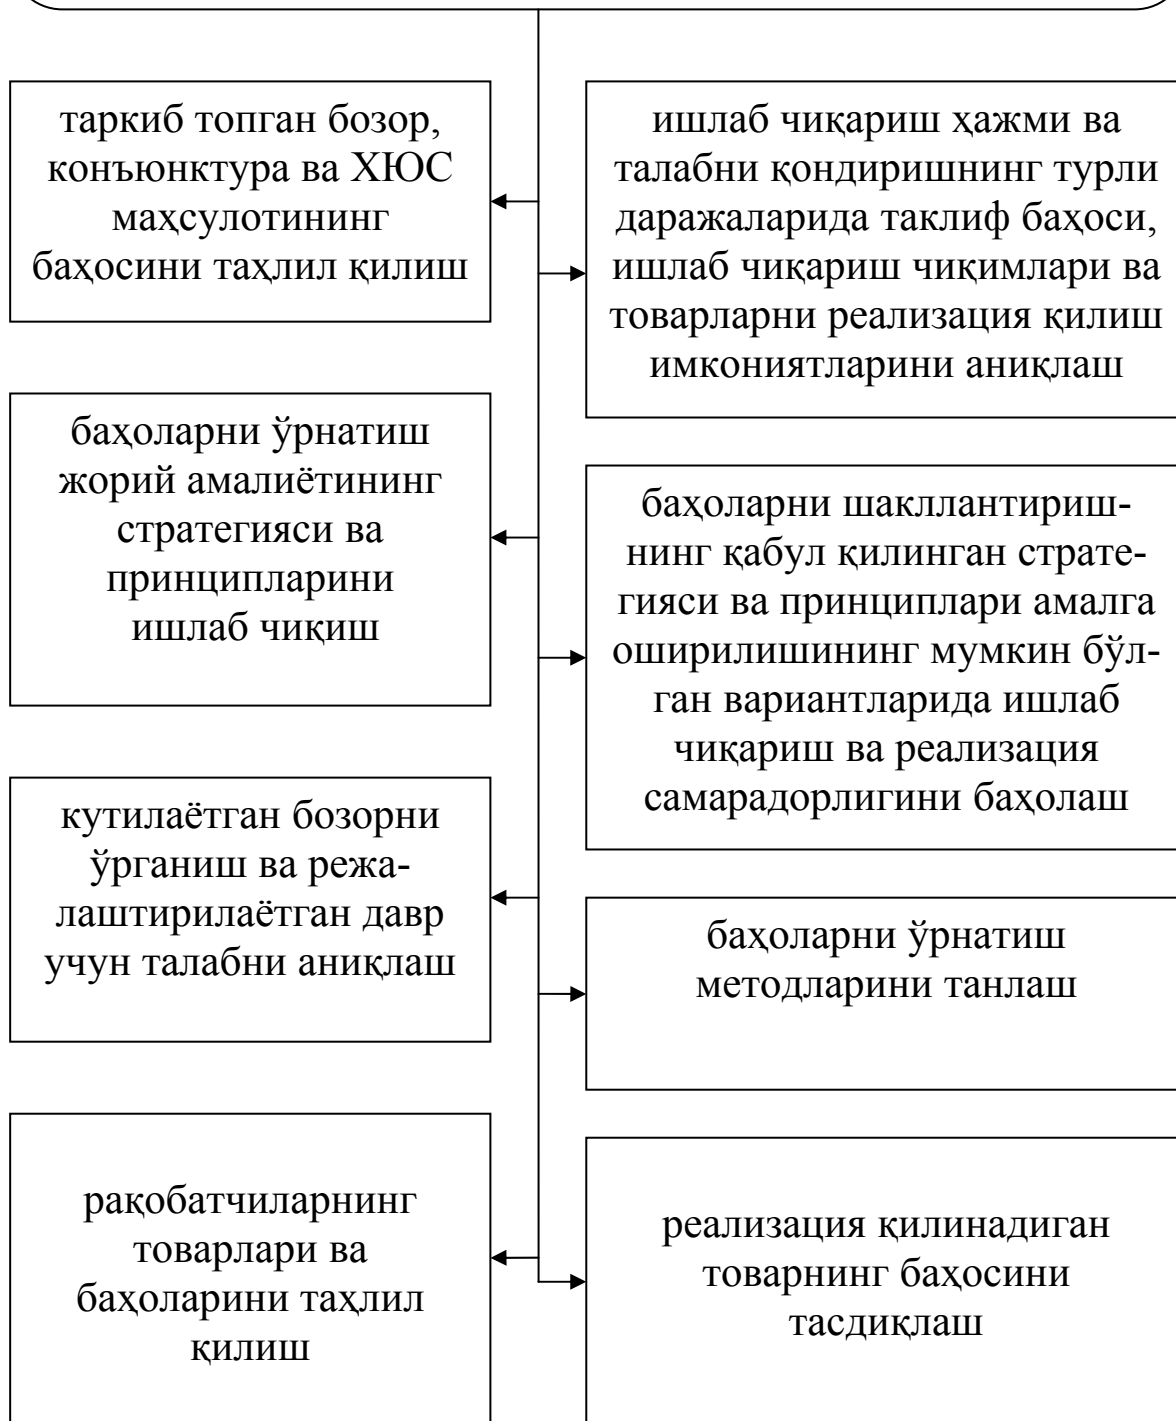 таркиб топган бозор,
конъюнктура ва ХЮС
маҳсулотининг
баҳосини таҳлил қилиш
ишлаб чиқариш ҳажми ва
талабни қондиришнинг турли
даражаларида таклиф баҳоси,
ишлаб чиқариш чиқимлари ва
товарларни реализация қилиш
имкониятларини аниқлаш
баҳоларни ўрнатиш
жорий амалиётининг
стратегияси ва
принципларини
ишлаб чиқиш
баҳоларни шакллантириш-
нинг қабул қилинган страте-
гияси ва принциплари амалга
оширилишининг мумкин бўл-
ган вариантларида ишлаб
чиқариш ва реализация
самарадорлигини баҳолаш
кутилаётган бозорни
ўрганиш ва режа-
лаштирилаётган давр
учун талабни аниқлаш
баҳоларни ўрнатиш
методларини танлаш
рақобатчиларнинг
товарлари ва
баҳоларини таҳлил
қилиш
реализация қилинадиган
товарнинг баҳосини
тасдиқлаш